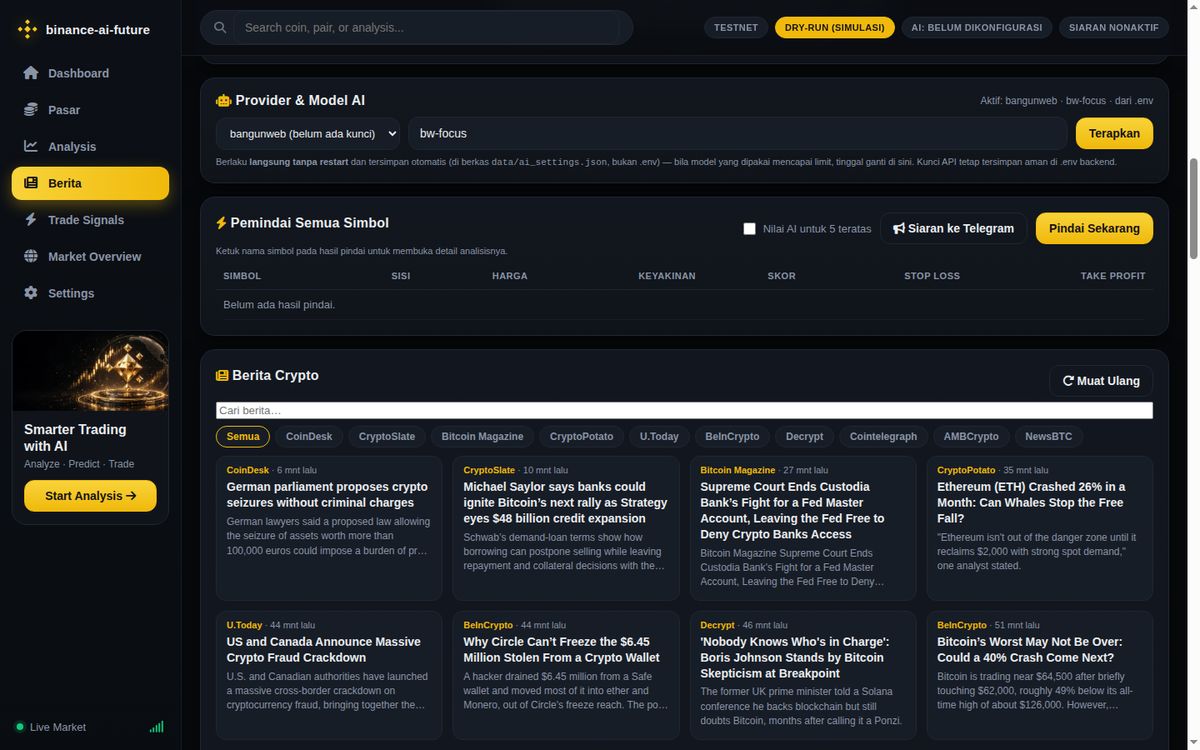 binance-ai-future
Search coin, pair, or analysis...
TESTNET
DRY-RUN (SIMULASI)
AI: BELUM DIKONFIGURASI
SIARAN NONAKTIF
Dashboard
Pasar
Analysis
Berita
Trade Signals
Market Overview
Settings
Smarter Trading
with AI
Analyze · Predict · Trade
Start Analysis →
Live Market
Provider & Model AI
Aktif: bangunweb · bw-focus · dari .env
bangunweb (belum ada kunci)
bw-focus
Terapkan
Berlaku langsung tanpa restart dan tersimpan otomatis (di berkas data/ai_settings.json, bukan .env) — bila model yang dipakai mencapai limit, tinggal ganti di sini. Kunci API tetap tersimpan aman di .env backend.
Pemindai Semua Simbol
Nilai AI untuk 5 teratas
Siaran ke Telegram
Pindai Sekarang
Ketuk nama simbol pada hasil pindai untuk membuka detail analisisnya.
SIMBOL SISI HARGA KEYAKINAN SKOR STOP LOSS TAKE PROFIT
Belum ada hasil pindai.
Berita Crypto
Muat Ulang
Cari berita…
Semua CoinDesk CryptoSlate Bitcoin Magazine CryptoPotato U.Today BeInCrypto Decrypt Cointelegraph AMBCrypto NewsBTC
CoinDesk · 6 mnt lalu
German parliament proposes crypto
seizures without criminal charges
German lawyers said a proposed law allowing
the seizure of assets worth more than
100,000 euros could impose a burden of pr…
CryptoSlate · 10 mnt lalu
Michael Saylor says banks could
ignite Bitcoin’s next rally as Strategy
eyes $48 billion credit expansion
Schwab’s demand-loan terms show how
borrowing can postpone selling while leaving
repayment and collateral decisions with the…
Bitcoin Magazine · 27 mnt lalu
Supreme Court Ends Custodia
Bank’s Fight for a Fed Master
Account, Leaving the Fed Free to
Deny Crypto Banks Access
Bitcoin Magazine Supreme Court Ends
Custodia Bank’s Fight for a Fed Master
Account, Leaving the Fed Free to Deny…
CryptoPotato · 35 mnt lalu
Ethereum (ETH) Crashed 26% in a
Month: Can Whales Stop the Free
Fall?
"Ethereum isn't out of the danger zone until it
reclaims $2,000 with strong spot demand,"
one analyst stated.
U.Today · 44 mnt lalu
US and Canada Announce Massive
Crypto Fraud Crackdown
U.S. and Canadian authorities have launched
a massive cross-border crackdown on
cryptocurrency fraud, bringing together the…
BeInCrypto · 44 mnt lalu
Why Circle Can’t Freeze the $6.45
Million Stolen From a Crypto Wallet
A hacker drained $6.45 million from a Safe
wallet and moved most of it into ether and
Monero, out of Circle’s freeze reach. The po…
Decrypt · 46 mnt lalu
'Nobody Knows Who's in Charge':
Boris Johnson Stands by Bitcoin
Skepticism at Breakpoint
The former UK prime minister told a Solana
conference he backs blockchain but still
doubts Bitcoin, months after calling it a Ponzi.
BeInCrypto · 51 mnt lalu
Bitcoin’s Worst May Not Be Over:
Could a 40% Crash Come Next?
Bitcoin is trading near $64,500 after briefly
touching $62,000, roughly 49% below its all-
time high of about $126,000. However,…